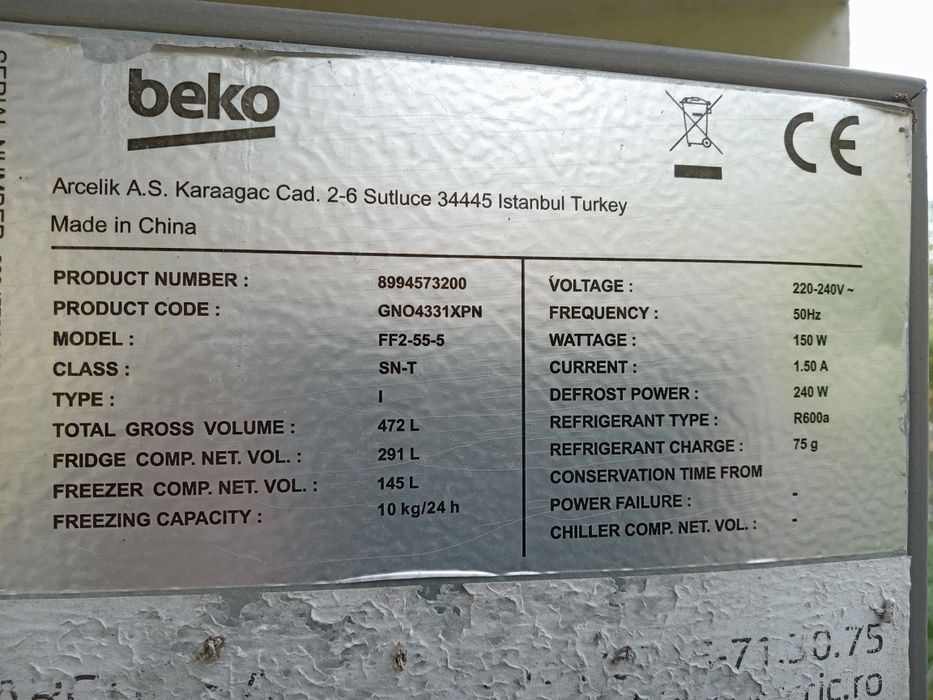 SERIAL NUMBER
beko
CE
Arcelik A.S. Karaagac Cad. 2-6 Sutluce 34445 Istanbul Turkey
Made in China
PRODUCT NUMBER : 8994573200
PRODUCT CODE : GNO4331XPN
MODEL : FF2-55-5
CLASS : SN-T
TYPE : I
TOTAL GROSS VOLUME : 472 L
FRIDGE COMP. NET. VOL. : 291 L
FREEZER COMP. NET. VOL. : 145 L
FREEZING CAPACITY : 10 kg/24 h
VOLTAGE : 220-240V ~
FREQUENCY : 50Hz
WATTAGE : 150 W
CURRENT : 1.50 A
DEFROST POWER : 240 W
REFRIGERANT TYPE : R600a
REFRIGERANT CHARGE : 75 g
CONSERVATION TIME FROM
POWER FAILURE : -
CHILLER COMP. NET. VOL. : -